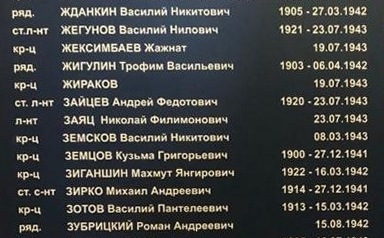 ряд. ЖДАНКИН Василий Никитович 1905 - 27.03.1942
ст.л-нт ЖЕГУНОВ Василий Нилович 1921 - 23.07.1943
кр-ц ЖЕКСИМБАЕВ Жажнат 19.07.1943
ряд. ЖИГУЛИН Трофим Васильевич 1903 - 06.04.1942
кр-ц ЖИРАКОВ 19.07.1943
ст. л-нт ЗАЙЦЕВ Андрей Федотович 1920 - 23.07.1943
л-нт ЗАЯЦ Николай Филимонович 23.07.1943
кр-ц ЗЕМСКОВ Василий Никитович 08.03.1943
кр-ц ЗЕМЦОВ Кузьма Григорьевич 1900 - 27.12.1941
кр-ц ЗИГАНШИН Махмут Янгирович 1922 - 16.03.1942
ст. с-нт ЗИРКО Михаил Андреевич 1914 - 27.12.1941
кр-ц ЗОТОВ Василий Пантелеевич 1913 - 15.03.1942
ряд. ЗУБРИЦКИЙ Роман Андреевич 15.08.1942